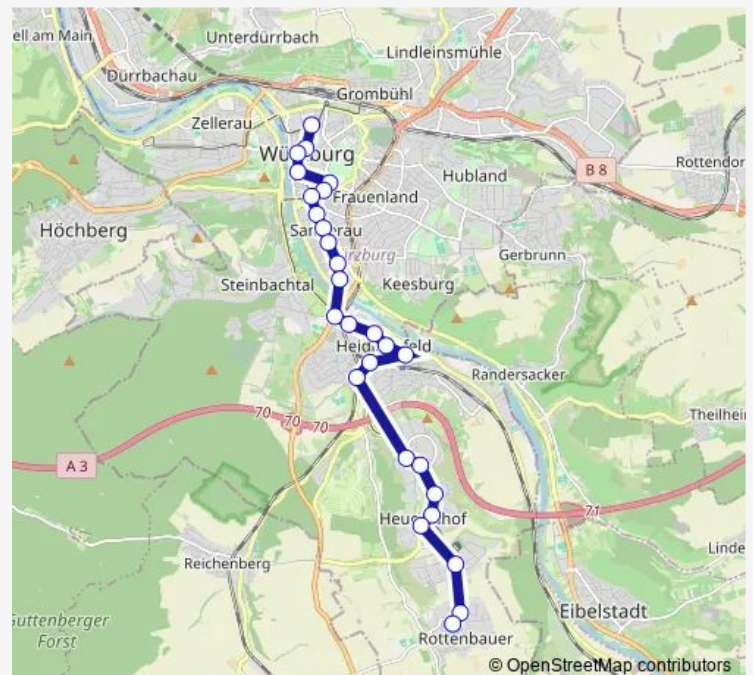 ell am Main
Unterdürrbach
Lindleinsmühle
Dürrbachau
Grombühl
Zellerau
B 8
Rottendor
Hubland
Frauenland
Höchberg
Gerbrunn
Steinbachtal
Keesburg
Randersacker
70
70
70
Theilhei
A 3
71
Linde
Reichenberg
Eibelstadt
Guttenberger
Forst
Rottenbauer
© OpenStreetMap contributors